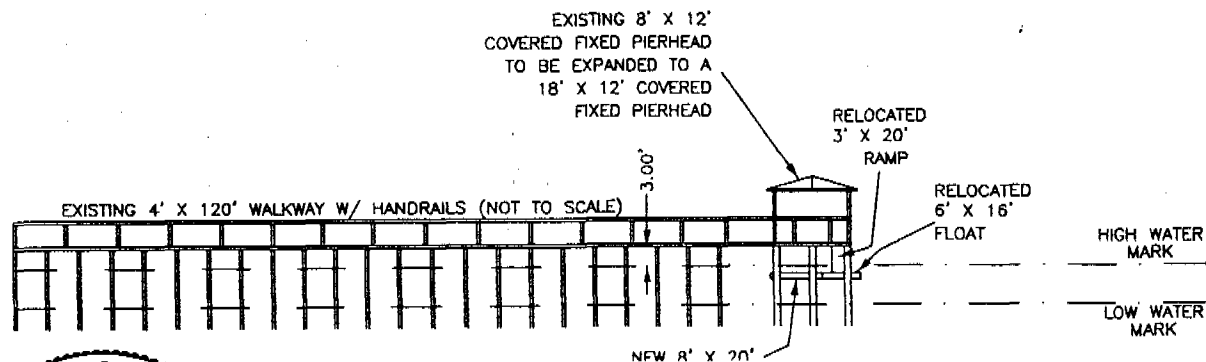 EXISTING 8' X 12'
COVERED FIXED PIERHEAD
TO BE EXPANDED TO A
18' X 12' COVERED
FIXED PIERHEAD
RELOCATED
3' X 20'
RAMP
3.00'
RELOCATED
6' X 16'
FLOAT
EXISTING 4' X 120' WALKWAY W/ HANDRAILS (NOT TO SCALE)
HIGH WATER
MARK
LOW WATER
MARK
NEW 8' X 20'